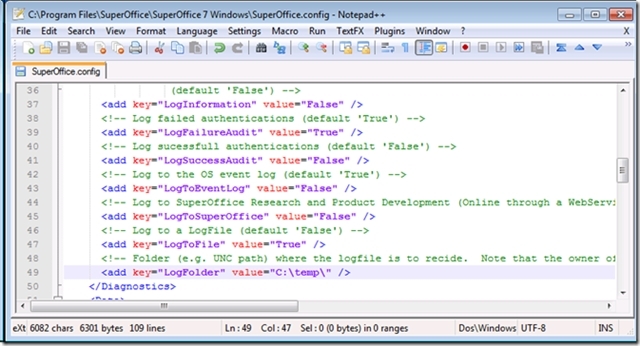 C:\Program Files\SuperOffice\SuperOffice 7 Windows\SuperOffice.config - Notepad++
File Edit Search View Format Language Settings Macro Run TextFX Plugins Window ? X
SuperOffice.config
36 (default 'False') -->
37 <add key="LogInformation" value="False" />
38 <!-- Log failed authentications (default 'True') -->
39 <add key="LogFailureAudit" value="True" />
40 <!-- Log sucessfull authentications (default 'False') -->
41 <add key="LogSuccessAudit" value="False" />
42 <!-- Log to the OS event log (default 'True') -->
43 <add key="LogToEventLog" value="False" />
44 <!-- Log to SuperOffice Research and Product Development (Online through a WebServi
45 <add key="LogToSuperOffice" value="False" />
46 <!-- Log to a LogFile (default 'False') -->
47 <add key="LogToFile" value="True" />
48 <!-- Folder (e.g. UNC path) where the logfile is to recide. Note that the owner of
49 <add key="LogFolder" value="C:\temp\" />
50 </Diagnostics>
eXt 6082 chars 6301 bytes 109 lines Ln : 49 Col : 47 Sel : 0 (0 bytes) in 0 ranges Dos\Windows UTF-8 INS